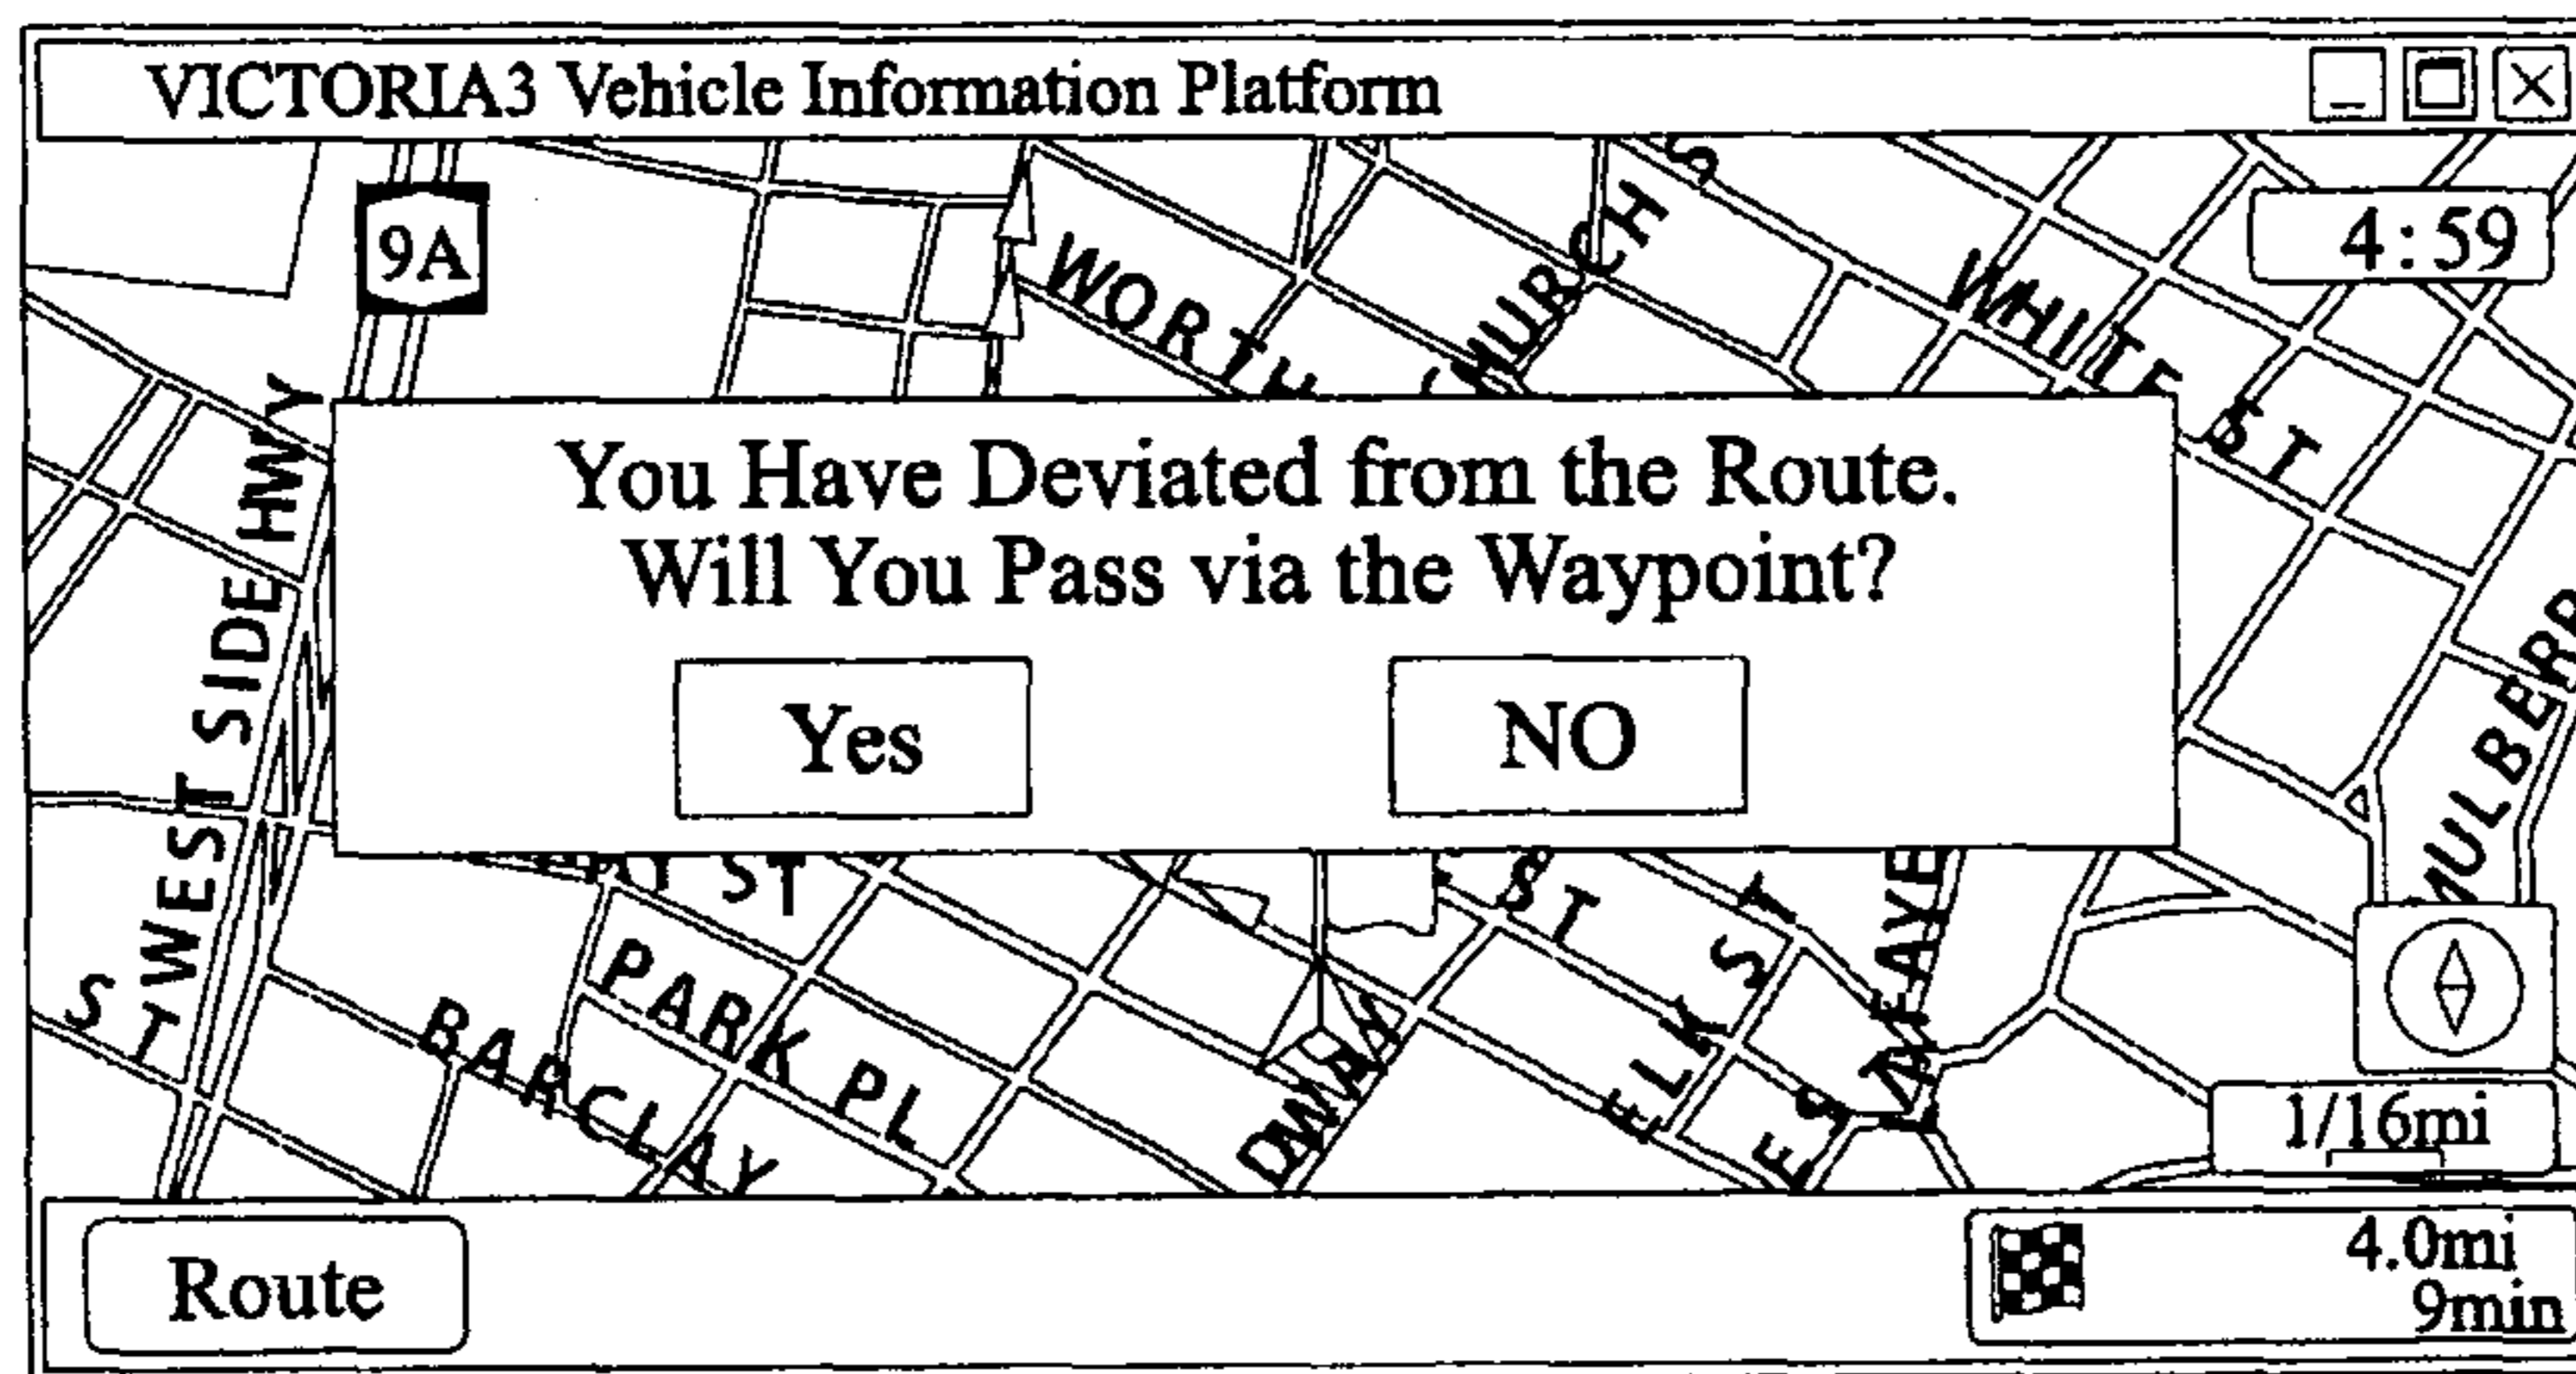 VICTORIA3 Vehicle Information Platform
9A
4:59
WORTH
CHURCH S
WHITE ST
WEST SIDE HWY
You Have Deviated from the Route.
Will You Pass via the Waypoint?
Yes
NO
ST
ST
PARK PL
BARCLAY
ST
ELK ST
1/16mi
Route
4.0mi
9min